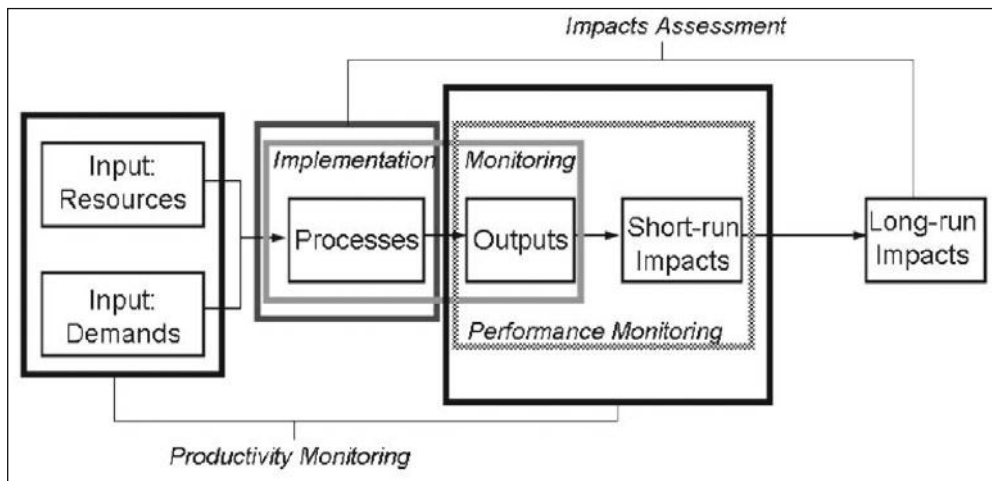 Impacts Assessment
Input:
Resources
Input:
Demands
Implementation Monitoring
Processes
Outputs
Short-run
Impacts
Long-run
Impacts
Performance Monitoring
Productivity Monitoring